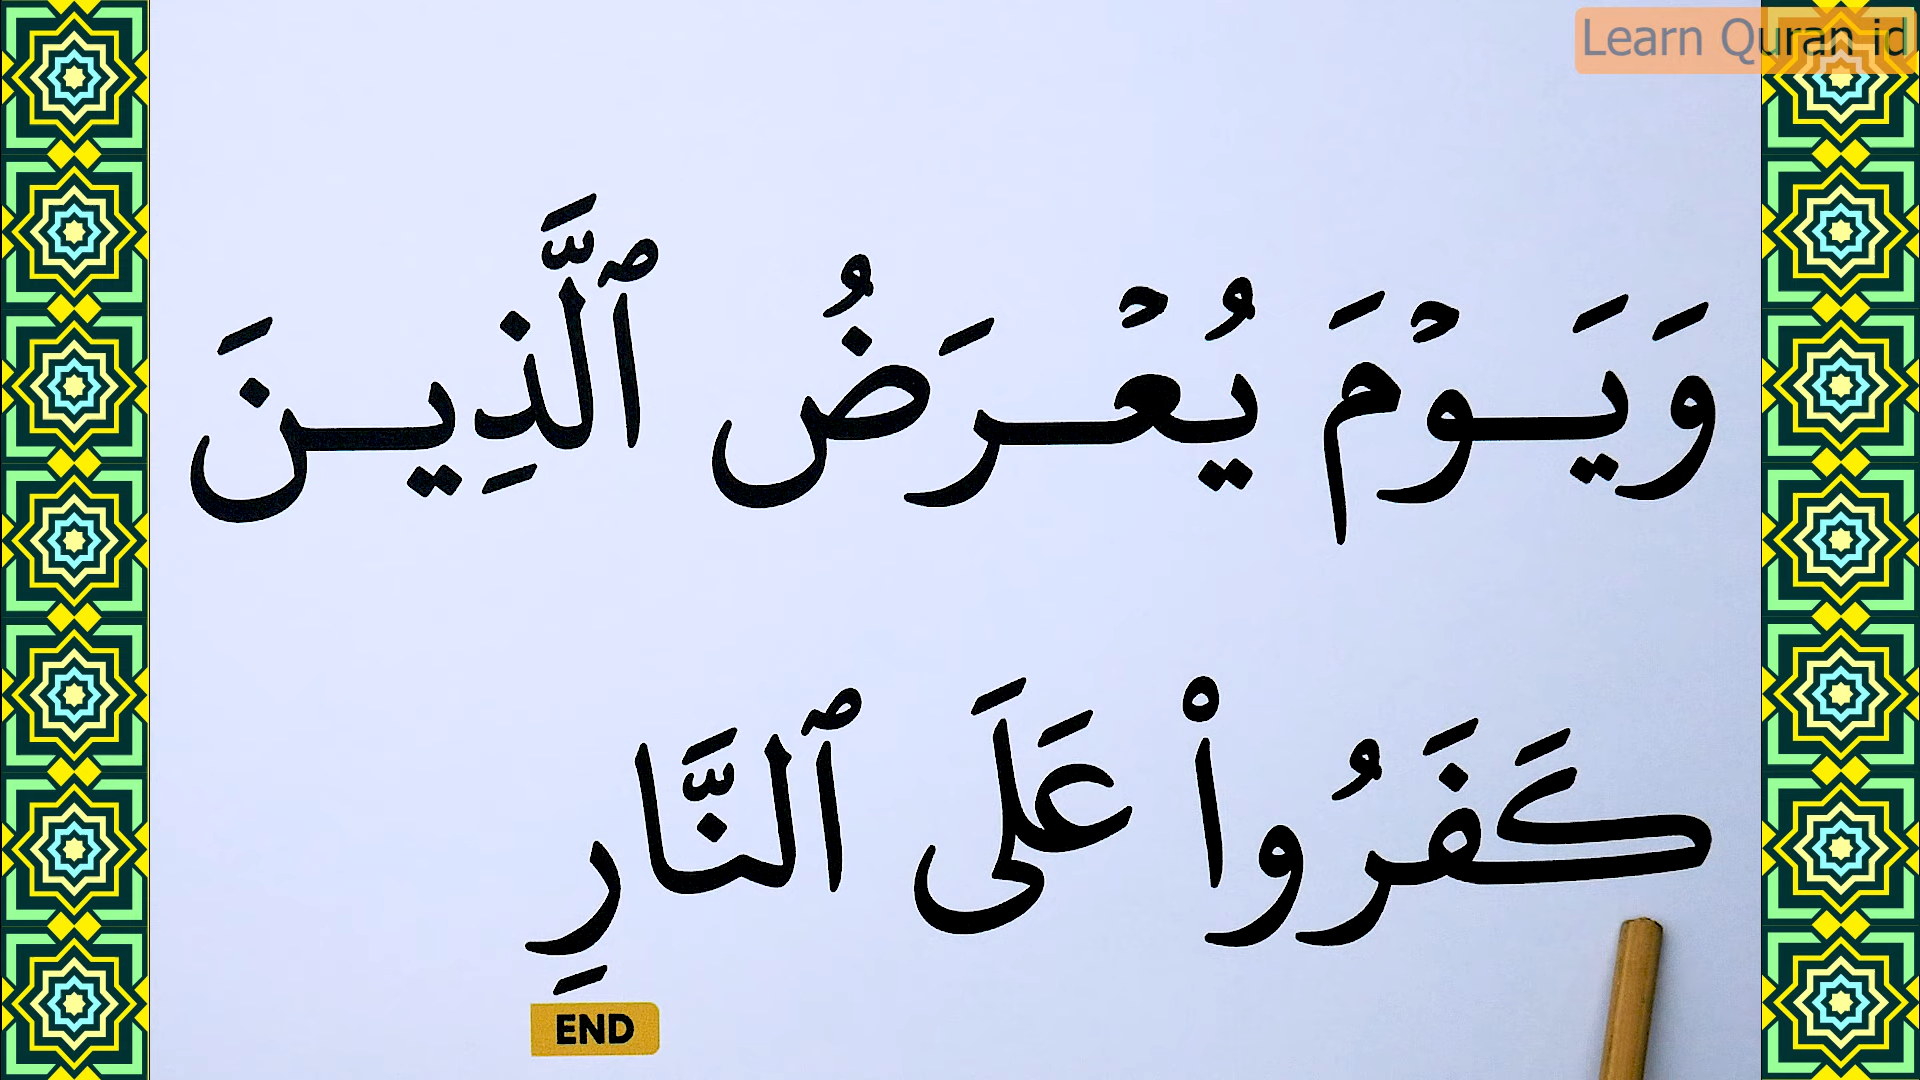 Learn Quran id
وَيَوْمَ يُعْرَضُ ٱلَّذِينَ
كَفَرُوا۟ عَلَى ٱلنَّارِ
END